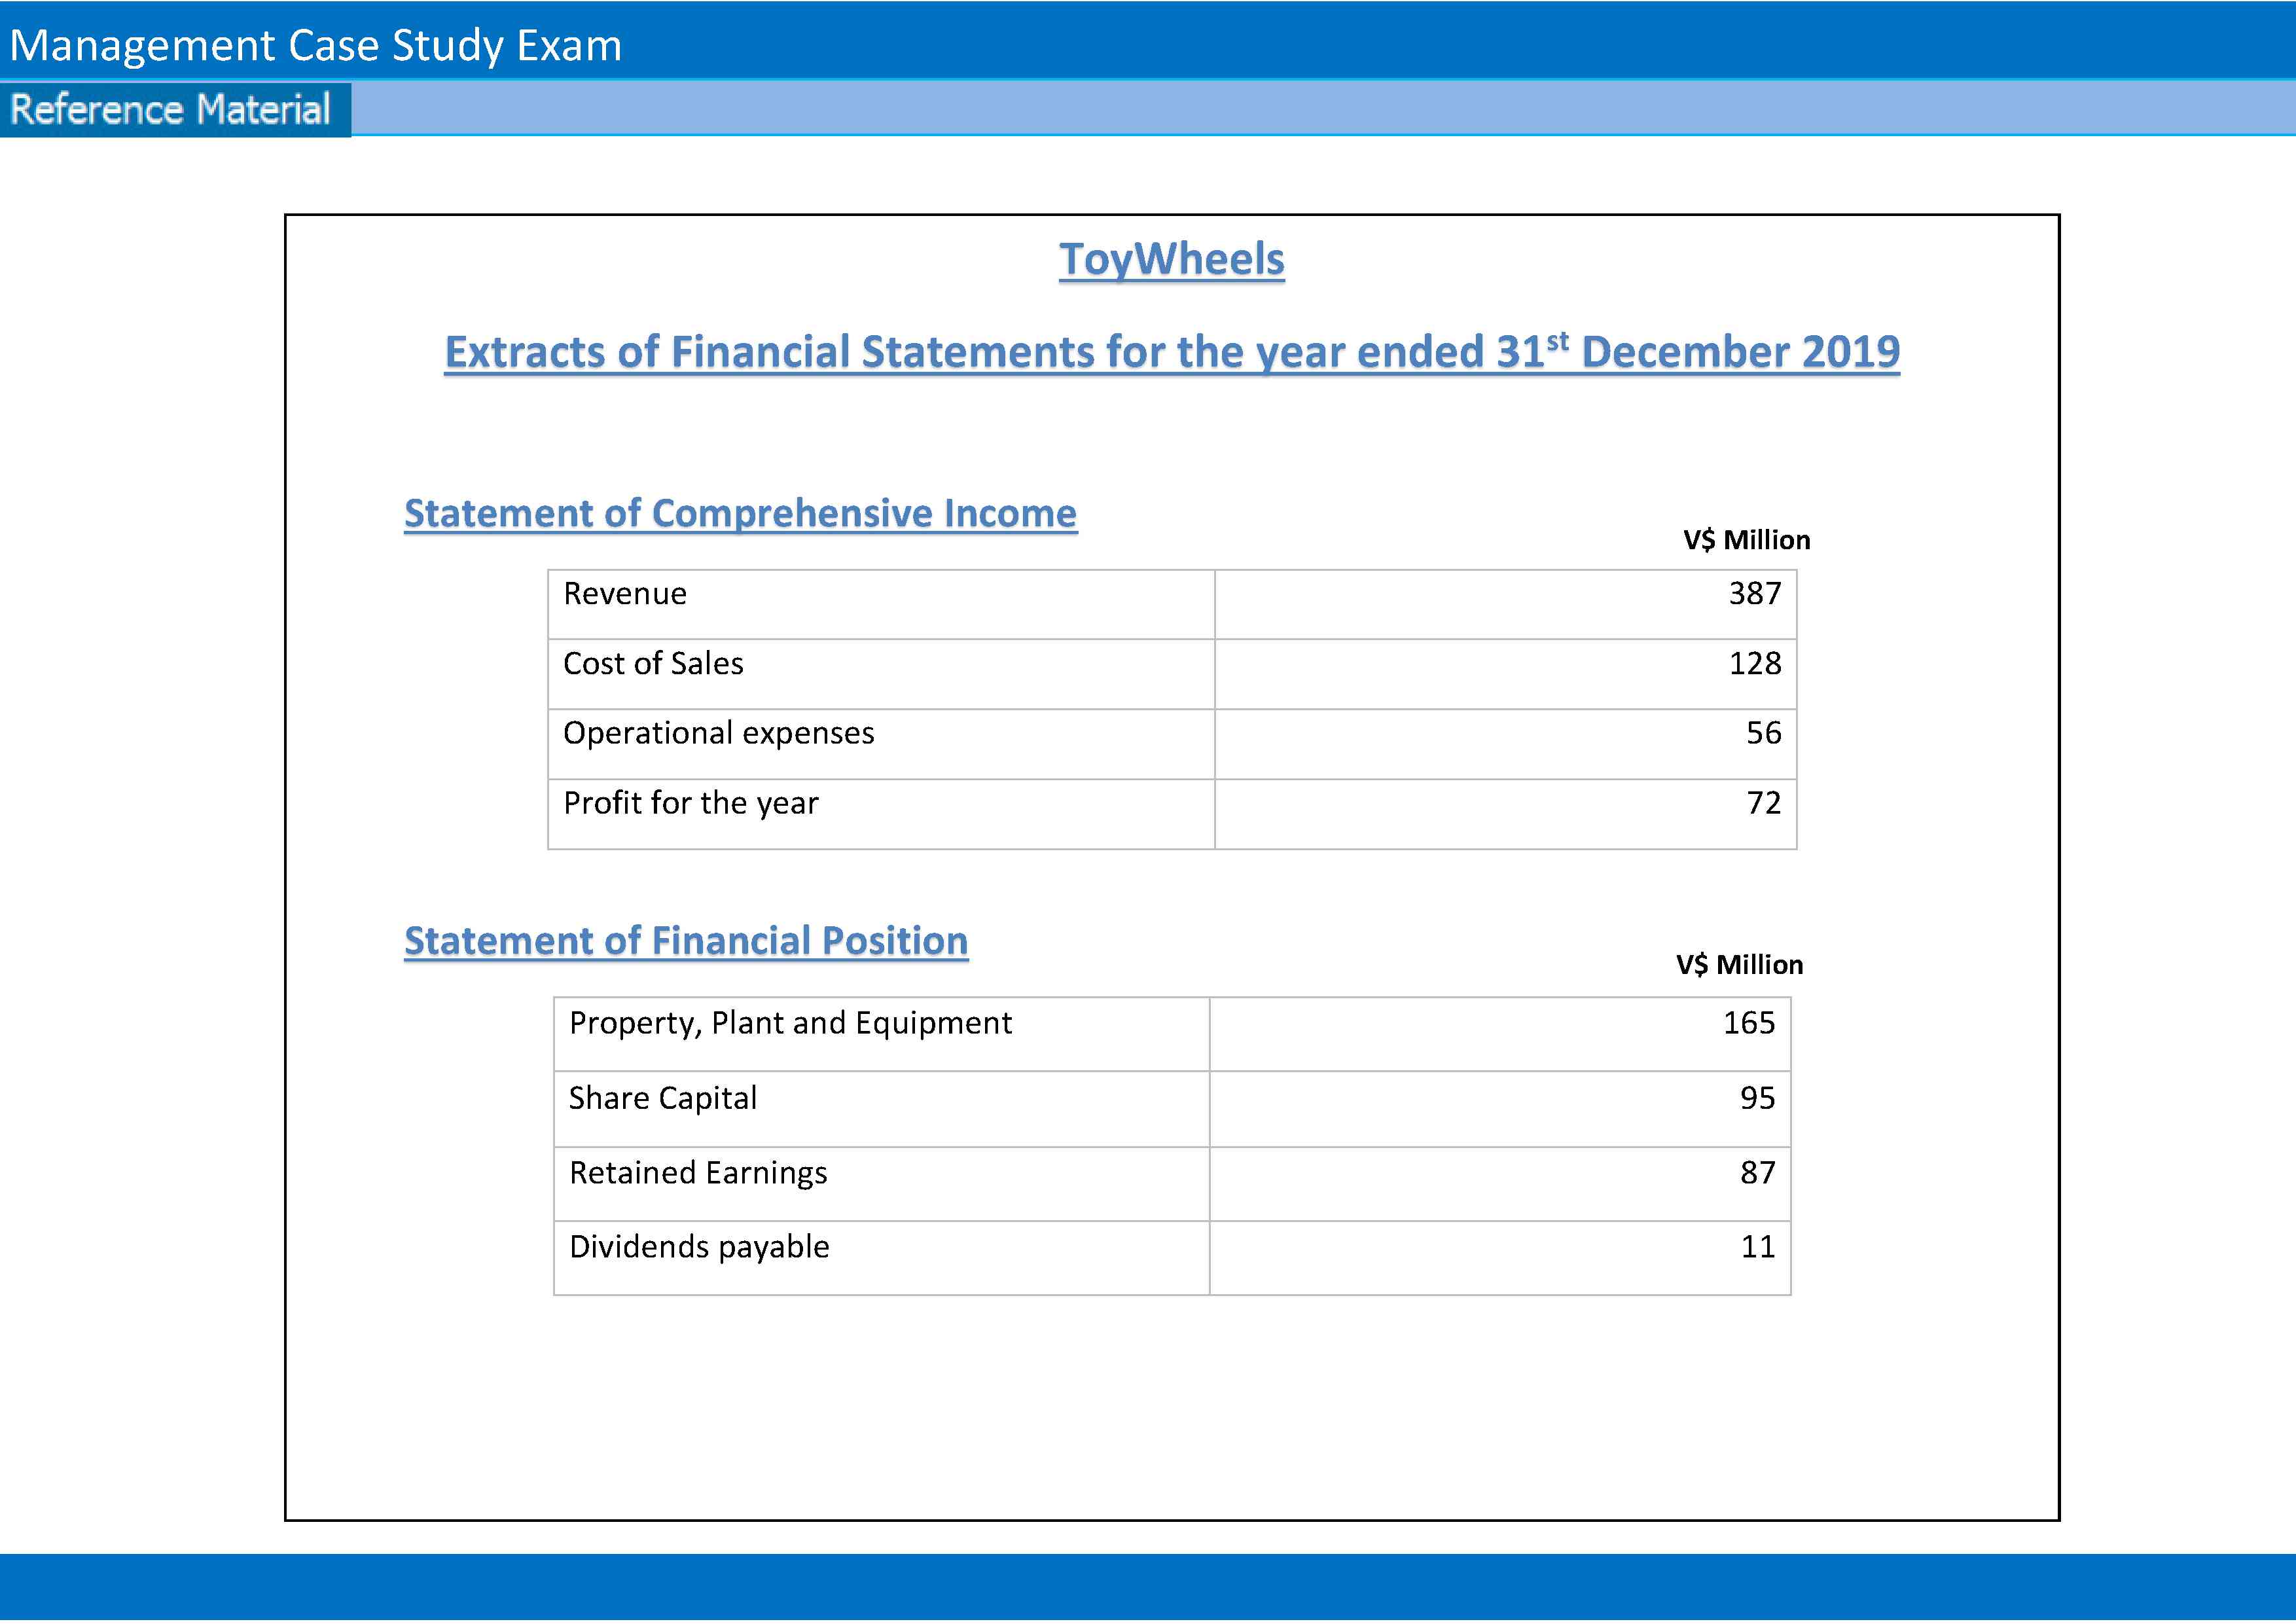 Management Case Study Exam
Reference Material
ToyWheels
Extracts of Financial Statements for the year ended 31st December 2019
Statement of Comprehensive Income
V$ Million
Revenue 387
Cost of Sales 128
Operational expenses 56
Profit for the year 72
Statement of Financial Position
V$ Million
Property, Plant and Equipment 165
Share Capital 95
Retained Earnings 87
Dividends payable 11